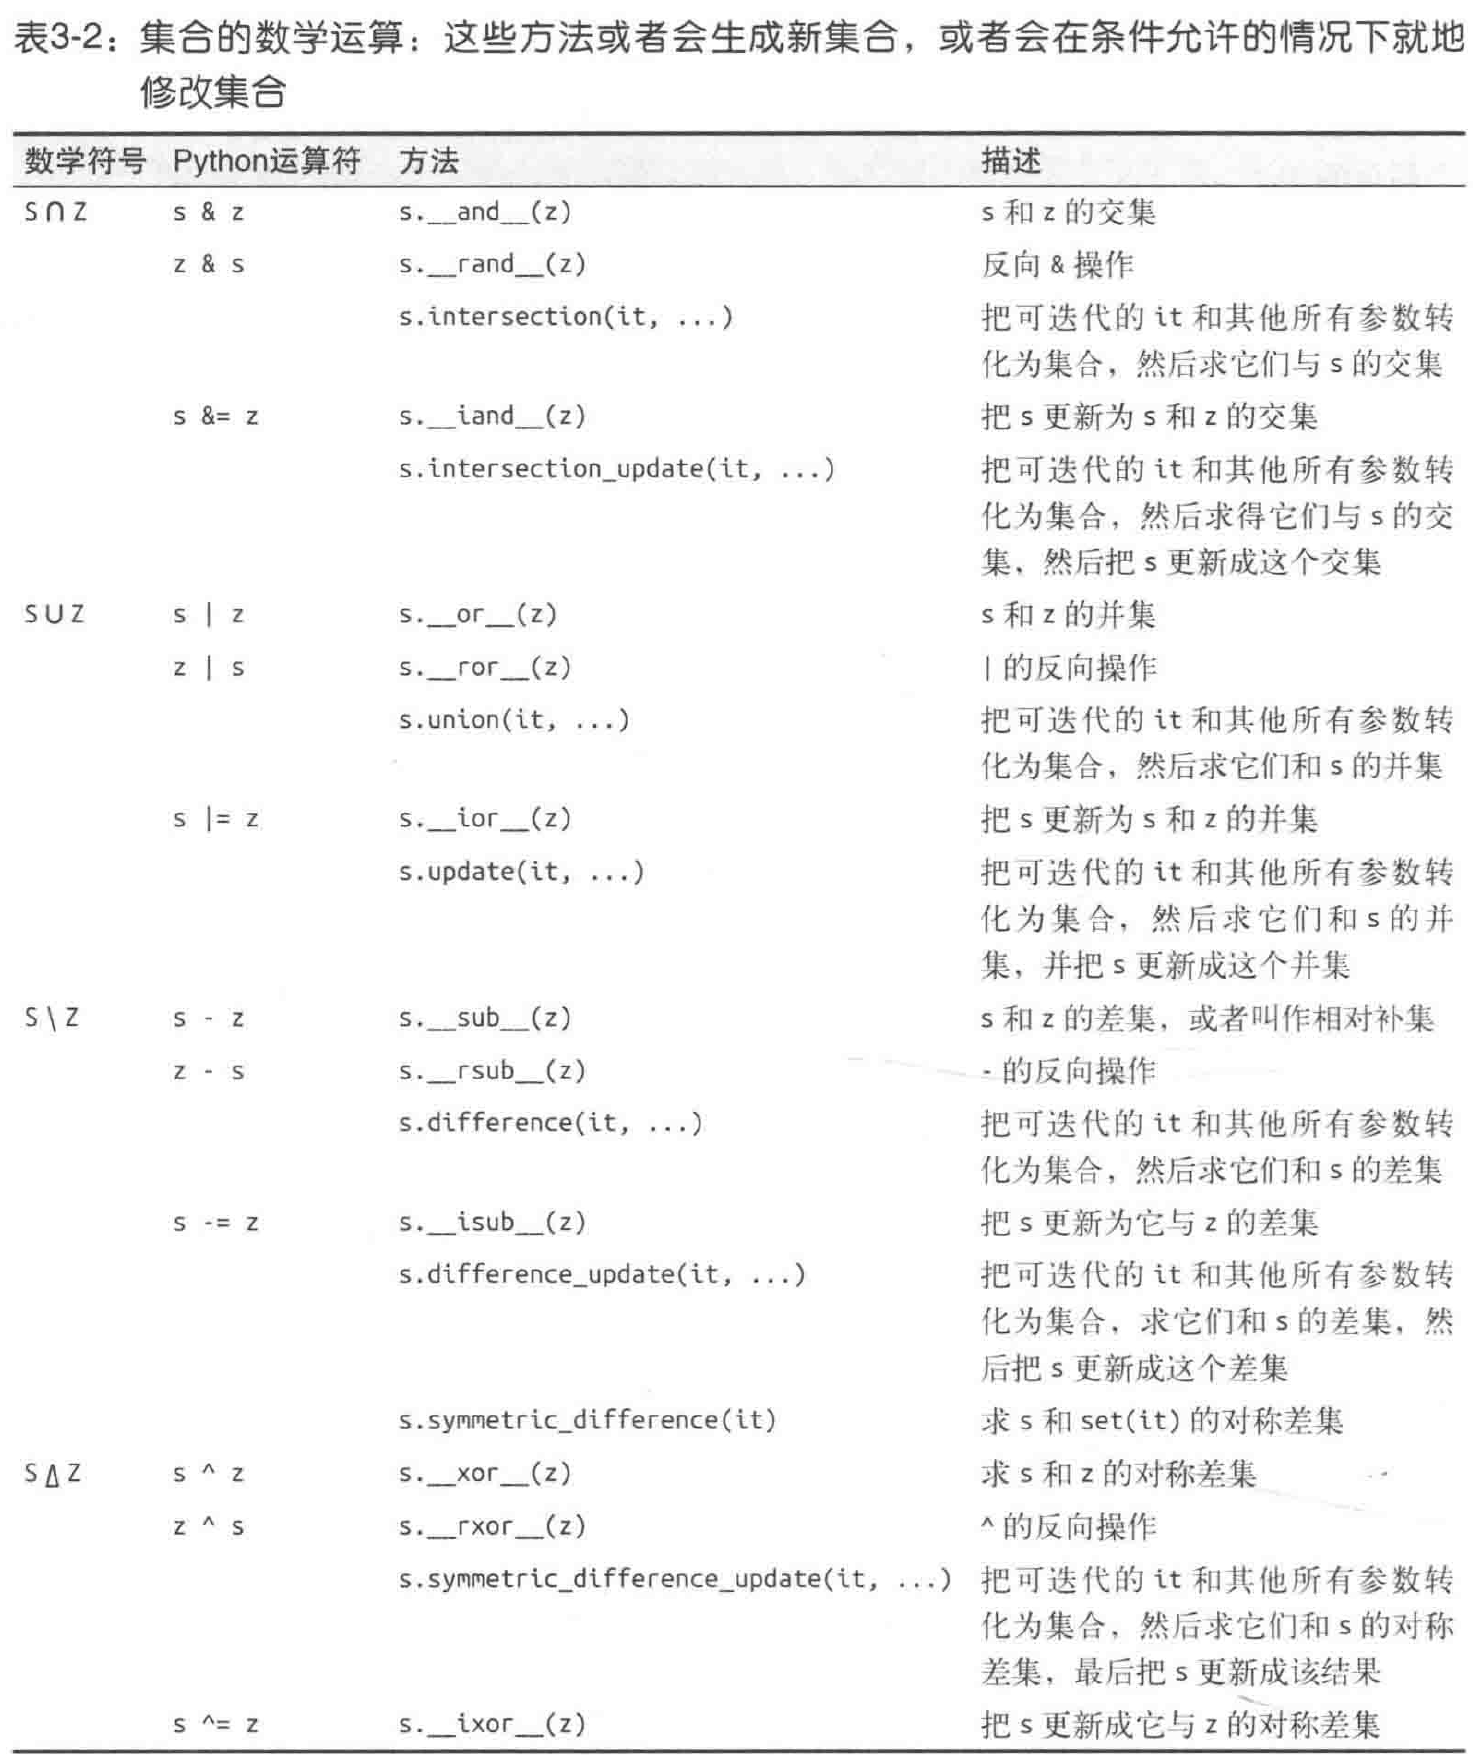 表3-2：集合的数学运算：这些方法或者会生成新集合，或者会在条件允许的情况下就地
修改集合
数学符号 Python运算符 方法 描述
S∩Z s & z s.__and__(z) s 和 z 的交集
z & s s.__rand__(z) 反向 & 操作
s.intersection(it, ...) 把可迭代的 it 和其他所有参数转
化为集合，然后求它们与 s 的交集
s &= z s.__iand__(z) 把 s 更新为 s 和 z 的交集
s.intersection_update(it, ...) 把可迭代的 it 和其他所有参数转
化为集合，然后求得它们与 s 的交
集，然后把 s 更新成这个交集
S∪Z s | z s.__or__(z) s 和 z 的并集
z | s s.__ror__(z) | 的反向操作
s.union(it, ...) 把可迭代的 it 和其他所有参数转
化为集合，然后求它们和 s 的并集
s |= z s.__ior__(z) 把 s 更新为 s 和 z 的并集
s.update(it, ...) 把可迭代的 it 和其他所有参数转
化为集合，然后求它们和 s 的并
集，并把 s 更新成这个并集
S\Z s - z s.__sub__(z) s 和 z 的差集，或者叫作相对补集
z - s s.__rsub__(z) - 的反向操作
s.difference(it, ...) 把可迭代的 it 和其他所有参数转
化为集合，然后求它们和 s 的差集
s -= z s.__isub__(z) 把 s 更新为它与 z 的差集
s.difference_update(it, ...) 把可迭代的 it 和其他所有参数转
化为集合，求它们和 s 的差集，然
后把 s 更新成这个差集
s.symmetric_difference(it) 求 s 和 set(it) 的对称差集
S∆Z s ^ z s.__xor__(z) 求 s 和 z 的对称差集
z ^ s s.__rxor__(z) ^ 的反向操作
s.symmetric_difference_update(it, ...) 把可迭代的 it 和其他所有参数转
化为集合，然后求它们和 s 的对称
差集，最后把 s 更新成该结果
s ^= z s.__ixor__(z) 把 s 更新成它与 z 的对称差集